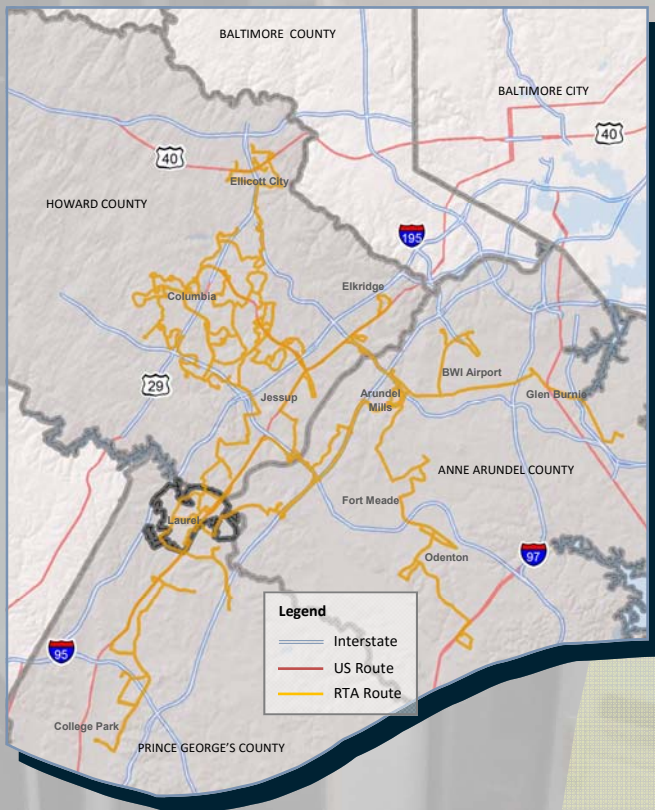 BALTIMORE COUNTY
BALTIMORE CITY
40
40
Ellicott City
HOWARD COUNTY
195
Elkridge
Columbia
BWI Airport
29
Arundel
Mills
Glen Burnie
Jessup
ANNE ARUNDEL COUNTY
Fort Meade
Laurel
Odenton
97
Legend
Interstate
US Route
RTA Route
95
College Park
PRINCE GEORGE'S COUNTY